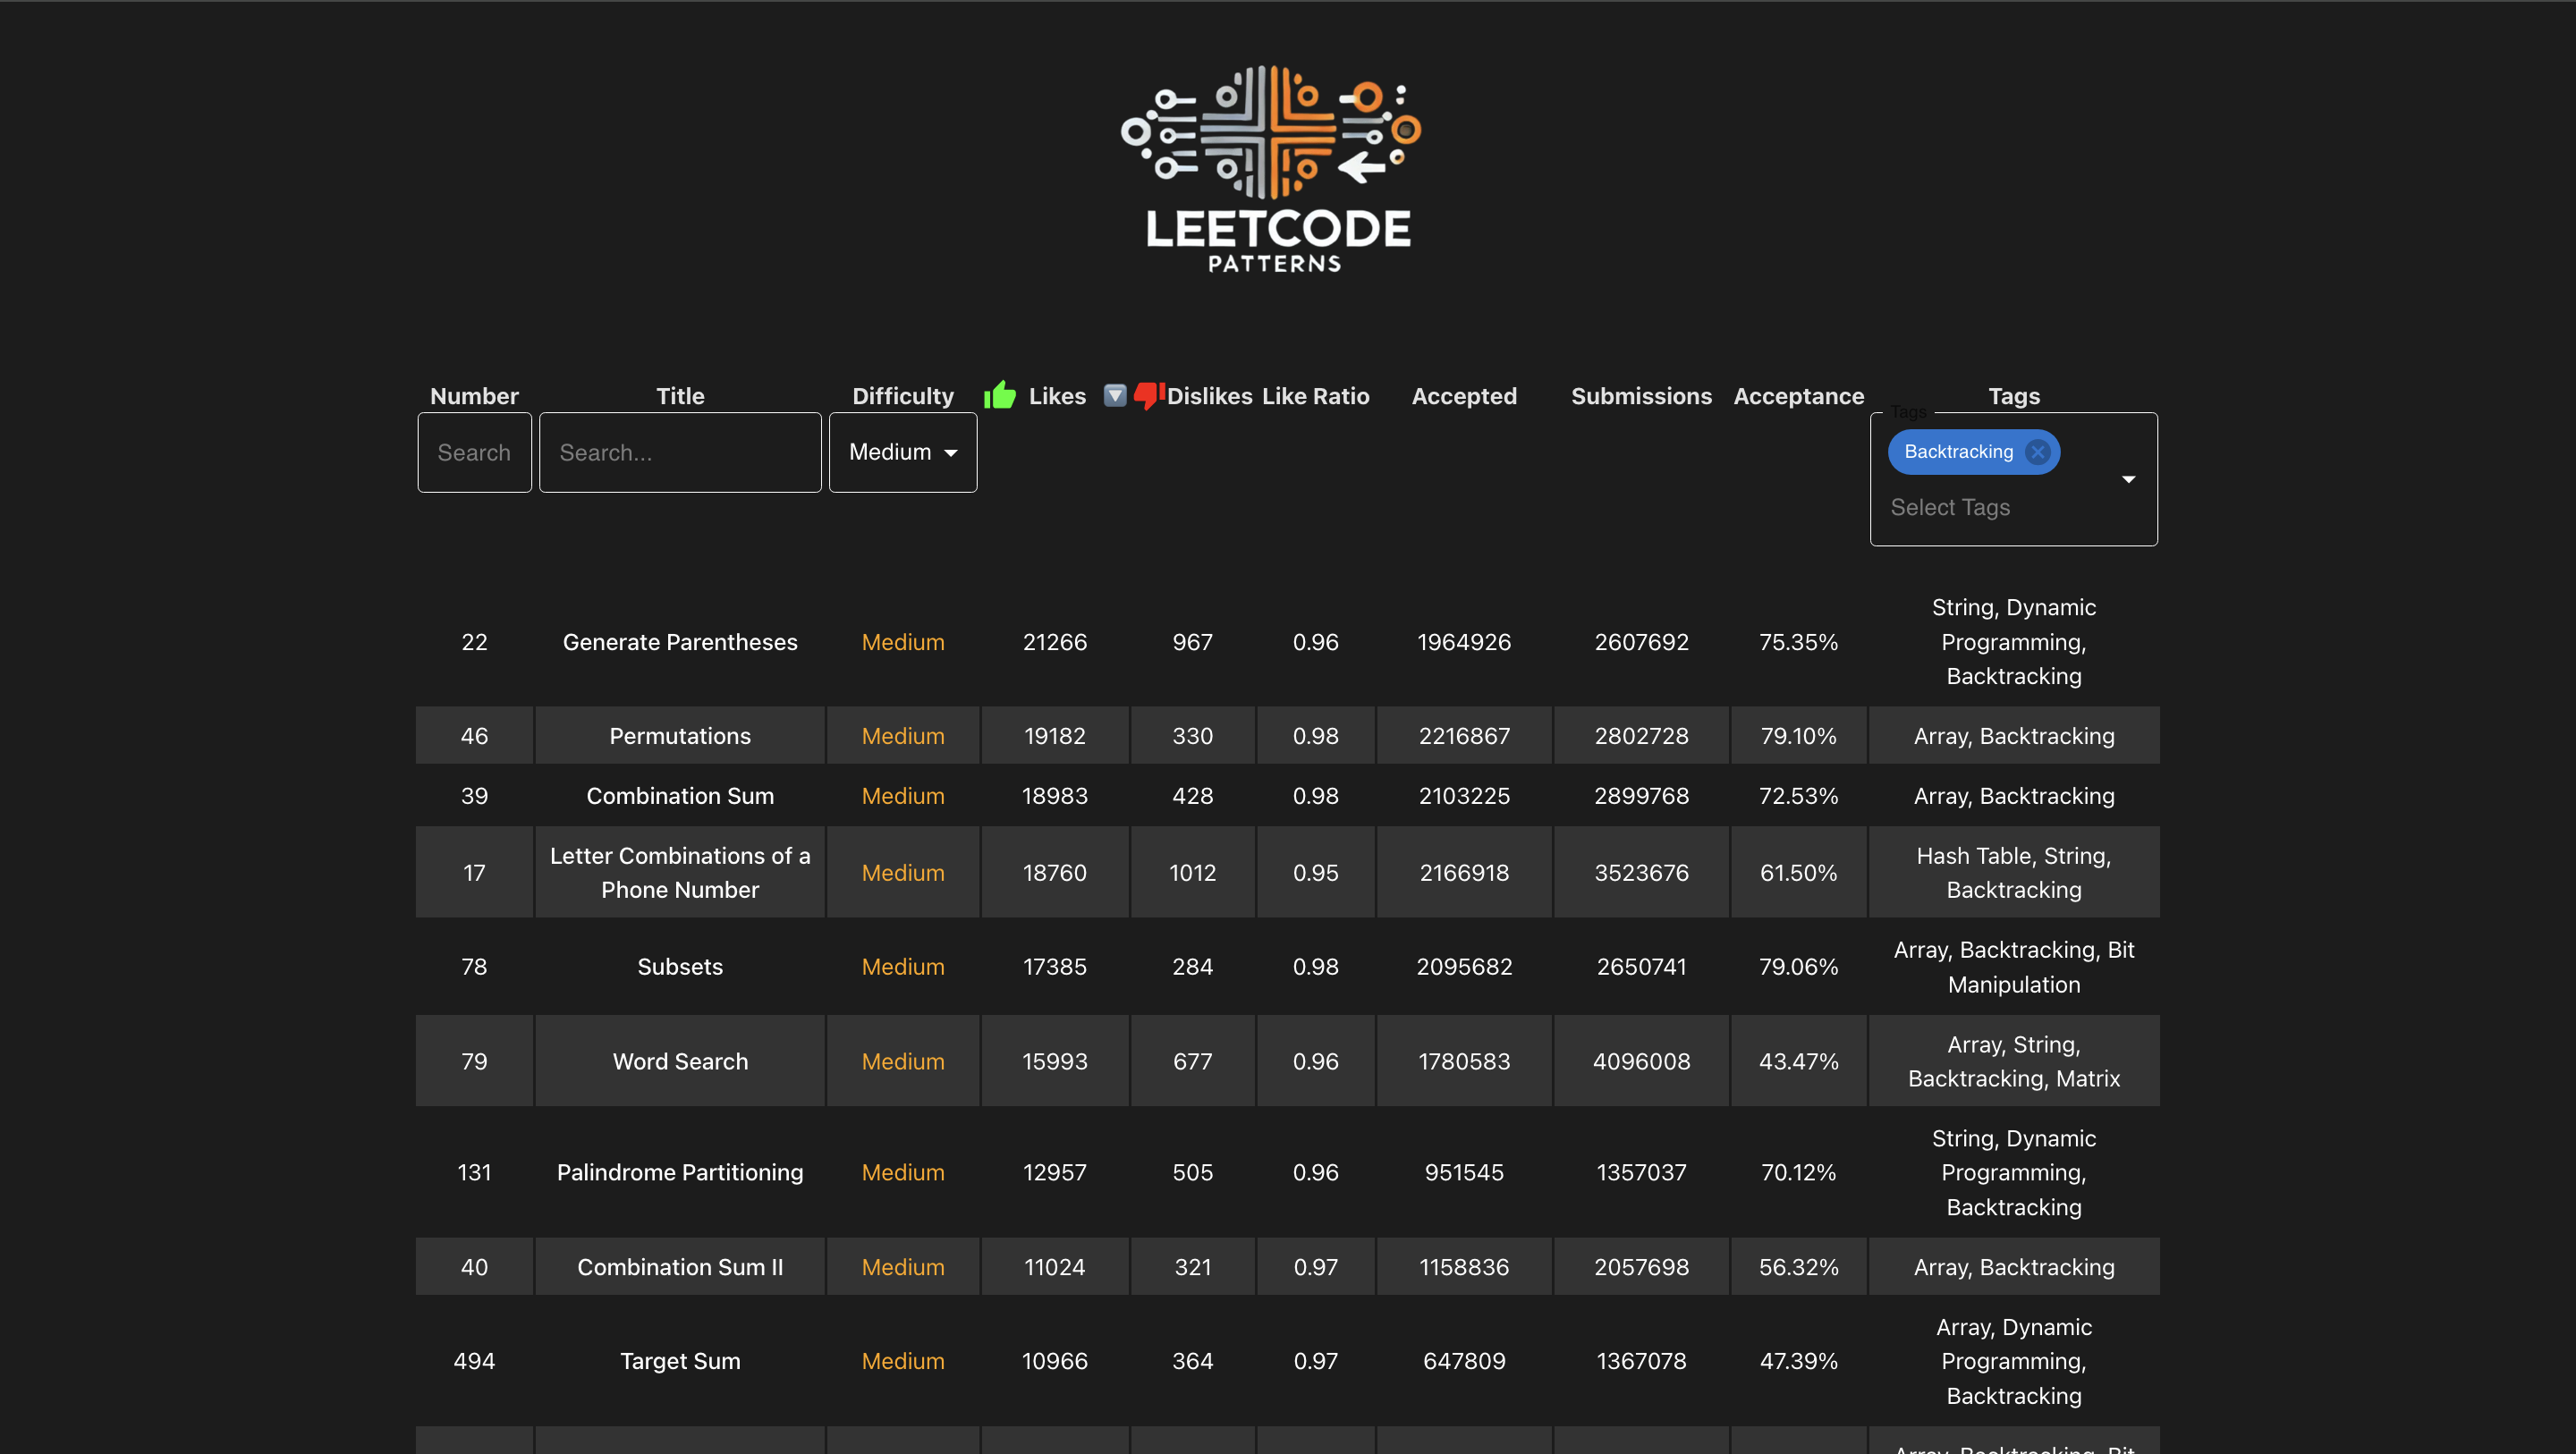 LEETCODE
PATTERNS
Number Title Difficulty Likes Dislikes Like Ratio Accepted Submissions Acceptance Tags
Tags
Search Search... Medium Backtracking
Select Tags
22 Generate Parentheses Medium 21266 967 0.96 1964926 2607692 75.35% String, Dynamic
Programming,
Backtracking
46 Permutations Medium 19182 330 0.98 2216867 2802728 79.10% Array, Backtracking
39 Combination Sum Medium 18983 428 0.98 2103225 2899768 72.53% Array, Backtracking
17 Letter Combinations of a
Phone Number Medium 18760 1012 0.95 2166918 3523676 61.50% Hash Table, String,
Backtracking
78 Subsets Medium 17385 284 0.98 2095682 2650741 79.06% Array, Backtracking, Bit
Manipulation
79 Word Search Medium 15993 677 0.96 1780583 4096008 43.47% Array, String,
Backtracking, Matrix
131 Palindrome Partitioning Medium 12957 505 0.96 951545 1357037 70.12% String, Dynamic
Programming,
Backtracking
40 Combination Sum II Medium 11024 321 0.97 1158836 2057698 56.32% Array, Backtracking
494 Target Sum Medium 10966 364 0.97 647809 1367078 47.39% Array, Dynamic
Programming,
Backtracking
Array, Backtracking, Bit